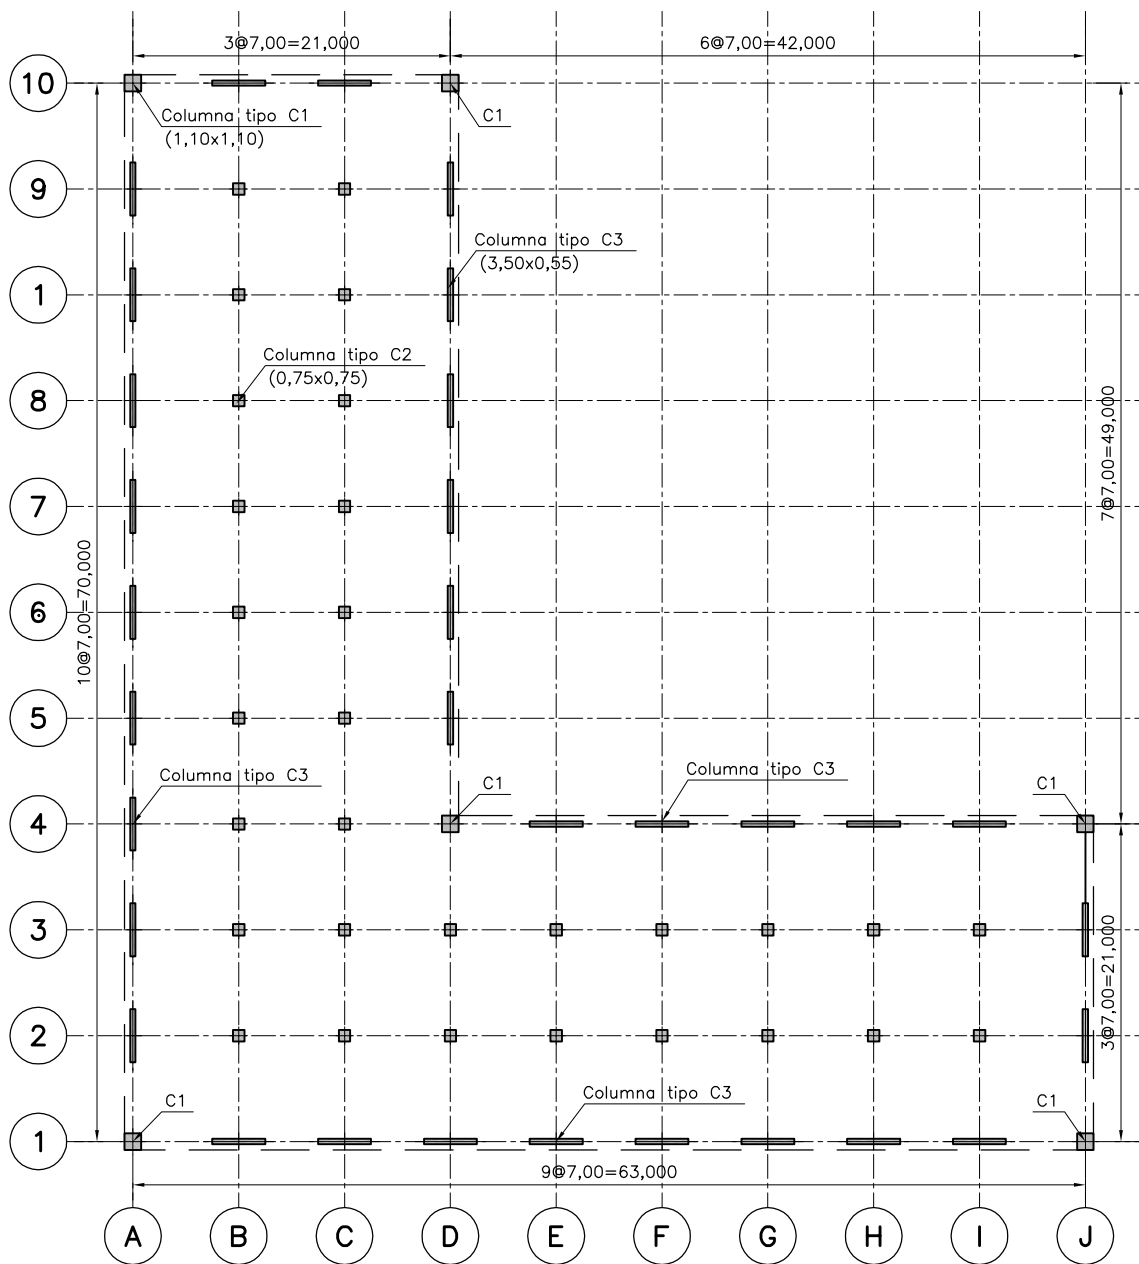 3@7,00=21,000
6@7,00=42,000
10
Columna tipo C1
(1,10x1,10)
C1
9
Columna tipo C3
(3,50x0,55)
1
Columna tipo C2
(0,75x0,75)
8
7@7,00=49,000
7
10@7,00=70,000
6
5
Columna tipo C3
C1
Columna tipo C3
C1
4
3
3@7,00=21,000
2
C1
Columna tipo C3
C1
1
9@7,00=63,000
A
B
C
D
E
F
G
H
I
J